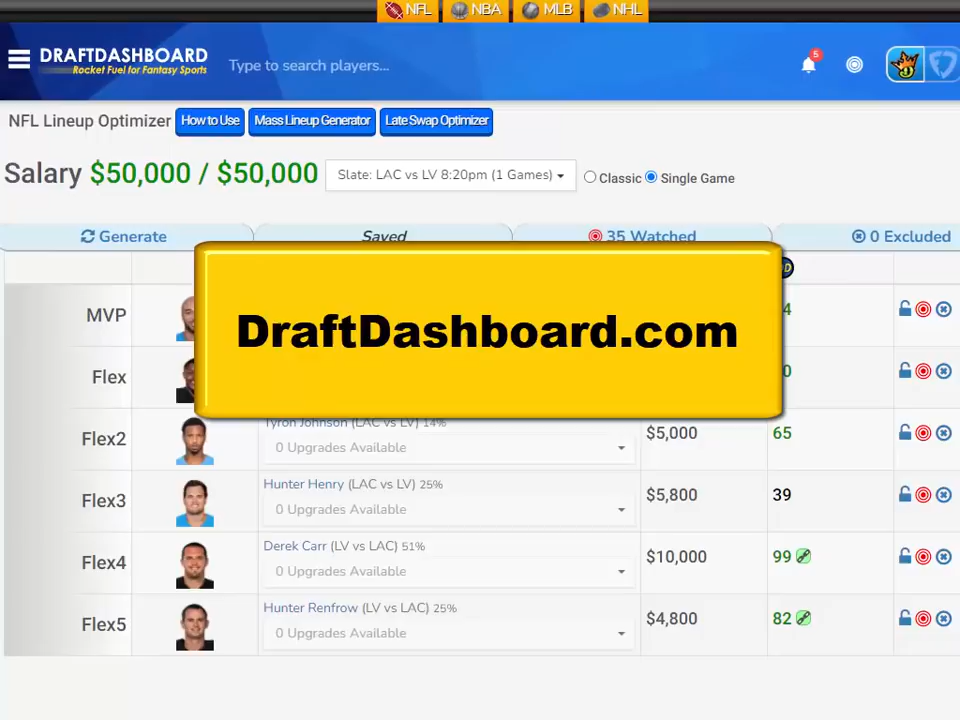 NFL NBA MLB NHL
DRAFTDASHBOARD
Rocket Fuel for Fantasy Sports
Type to search players... 5
NFL Lineup Optimizer How to Use Mass Lineup Generator Late Swap Optimizer
Salary $50,000 / $50,000 Slate: LAC vs LV 8:20pm (1 Games) Classic Single Game
Generate Saved 35 Watched 0 Excluded
MVP 4
DraftDashboard.com
Flex 0
Flex2 Tyron Johnson (LAC vs LV) 14% $5,000 65
0 Upgrades Available
Flex3 Hunter Henry (LAC vs LV) 25% $5,800 39
0 Upgrades Available
Flex4 Derek Carr (LV vs LAC) 51% $10,000 99
0 Upgrades Available
Flex5 Hunter Renfrow (LV vs LAC) 25% $4,800 82
0 Upgrades Available